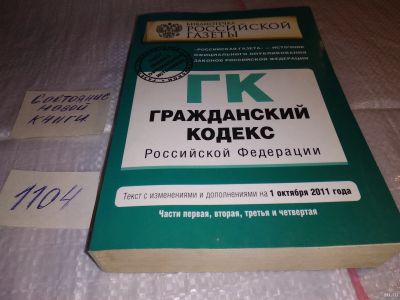 БИБЛИОТЕЧКА
РОССИЙСКОЙ
ГАЗЕТЫ
«РОССИЙСКАЯ ГАЗЕТА» — ИСТОЧНИК
ОФИЦИАЛЬНОГО ОПУБЛИКОВАНИЯ
ЗАКОНОВ РОССИЙСКОЙ ФЕДЕРАЦИИ
ГК
ГРАЖДАНСКИЙ
КОДЕКС
Российской Федерации
Текст с изменениями и дополнениями на 1 октября 2011 года
Части первая, вторая, третья и четвертая
Состояние
новой
книги
1104